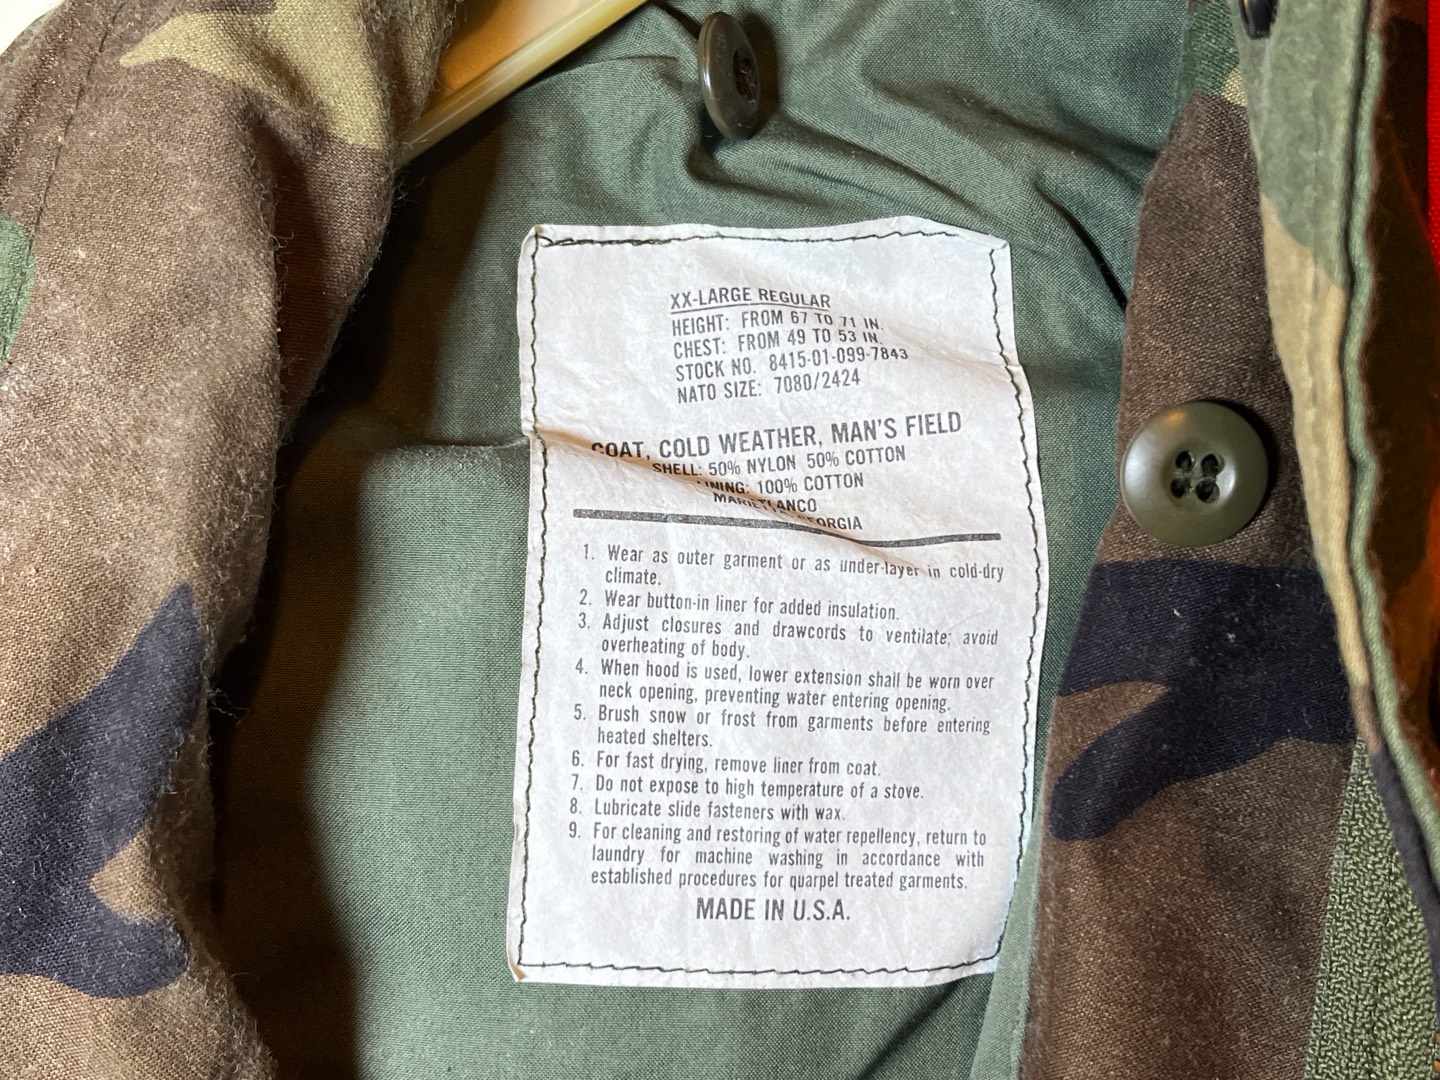 XX-LARGE REGULAR
HEIGHT: FROM 67 TO 71 IN.
CHEST: FROM 49 TO 53 IN.
STOCK NO. 8415-01-099-7843
NATO SIZE: 7080/2424
COAT, COLD WEATHER, MAN'S FIELD
SHELL: 50% NYLON 50% COTTON
LINING: 100% COTTON
1. Wear as outer garment or as under-layer in cold-dry
climate.
2. Wear button-in liner for added insulation.
3. Adjust closures and drawcords to ventilate; avoid
overheating of body.
4. When hood is used, lower extension shall be worn over
neck opening, preventing water entering opening.
5. Brush snow or frost from garments before entering
heated shelters.
6. For fast drying, remove liner from coat.
7. Do not expose to high temperature of a stove.
8. Lubricate slide fasteners with wax.
9. For cleaning and restoring of water repellency, return to
laundry for machine washing in accordance with
established procedures for quarpel treated garments.
MADE IN U.S.A.